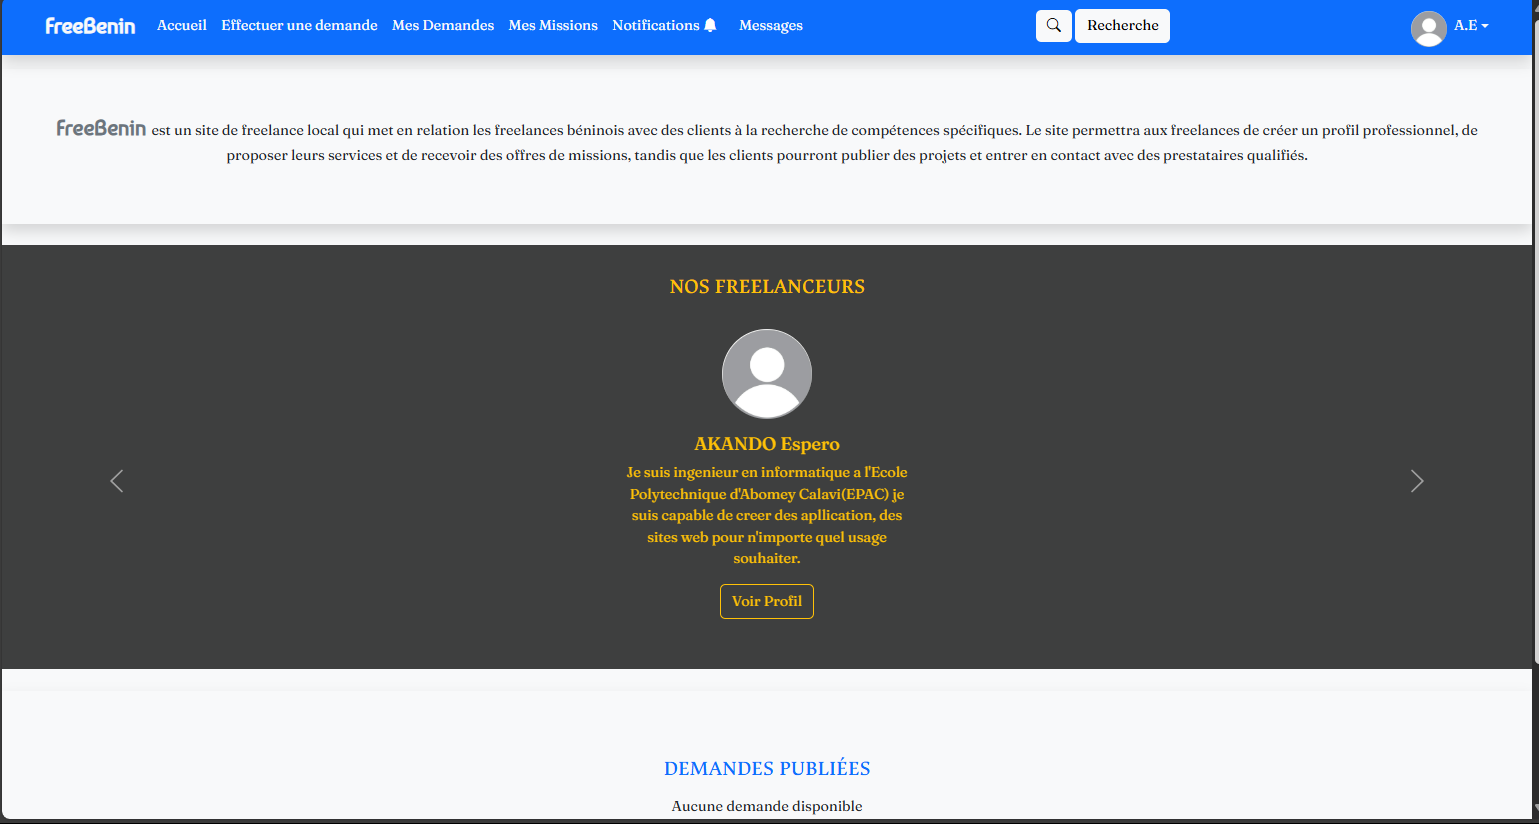 FreeBenin Accueil Effectuer une demande Mes Demandes Mes Missions Notifications Messages Recherche A.E
FreeBenin est un site de freelance local qui met en relation les freelances béninois avec des clients à la recherche de compétences spécifiques. Le site permettra aux freelances de créer un profil professionnel, de
proposer leurs services et de recevoir des offres de missions, tandis que les clients pourront publier des projets et entrer en contact avec des prestataires qualifiés.
NOS FREELANCEURS
AKANDO Espero
Je suis ingenieur en informatique a l'Ecole
Polytechnique d'Abomey Calavi(EPAC) je
suis capable de creer des apllication, des
sites web pour n'importe quel usage
souhaiter.
Voir Profil
DEMANDES PUBLIÉES
Aucune demande disponible